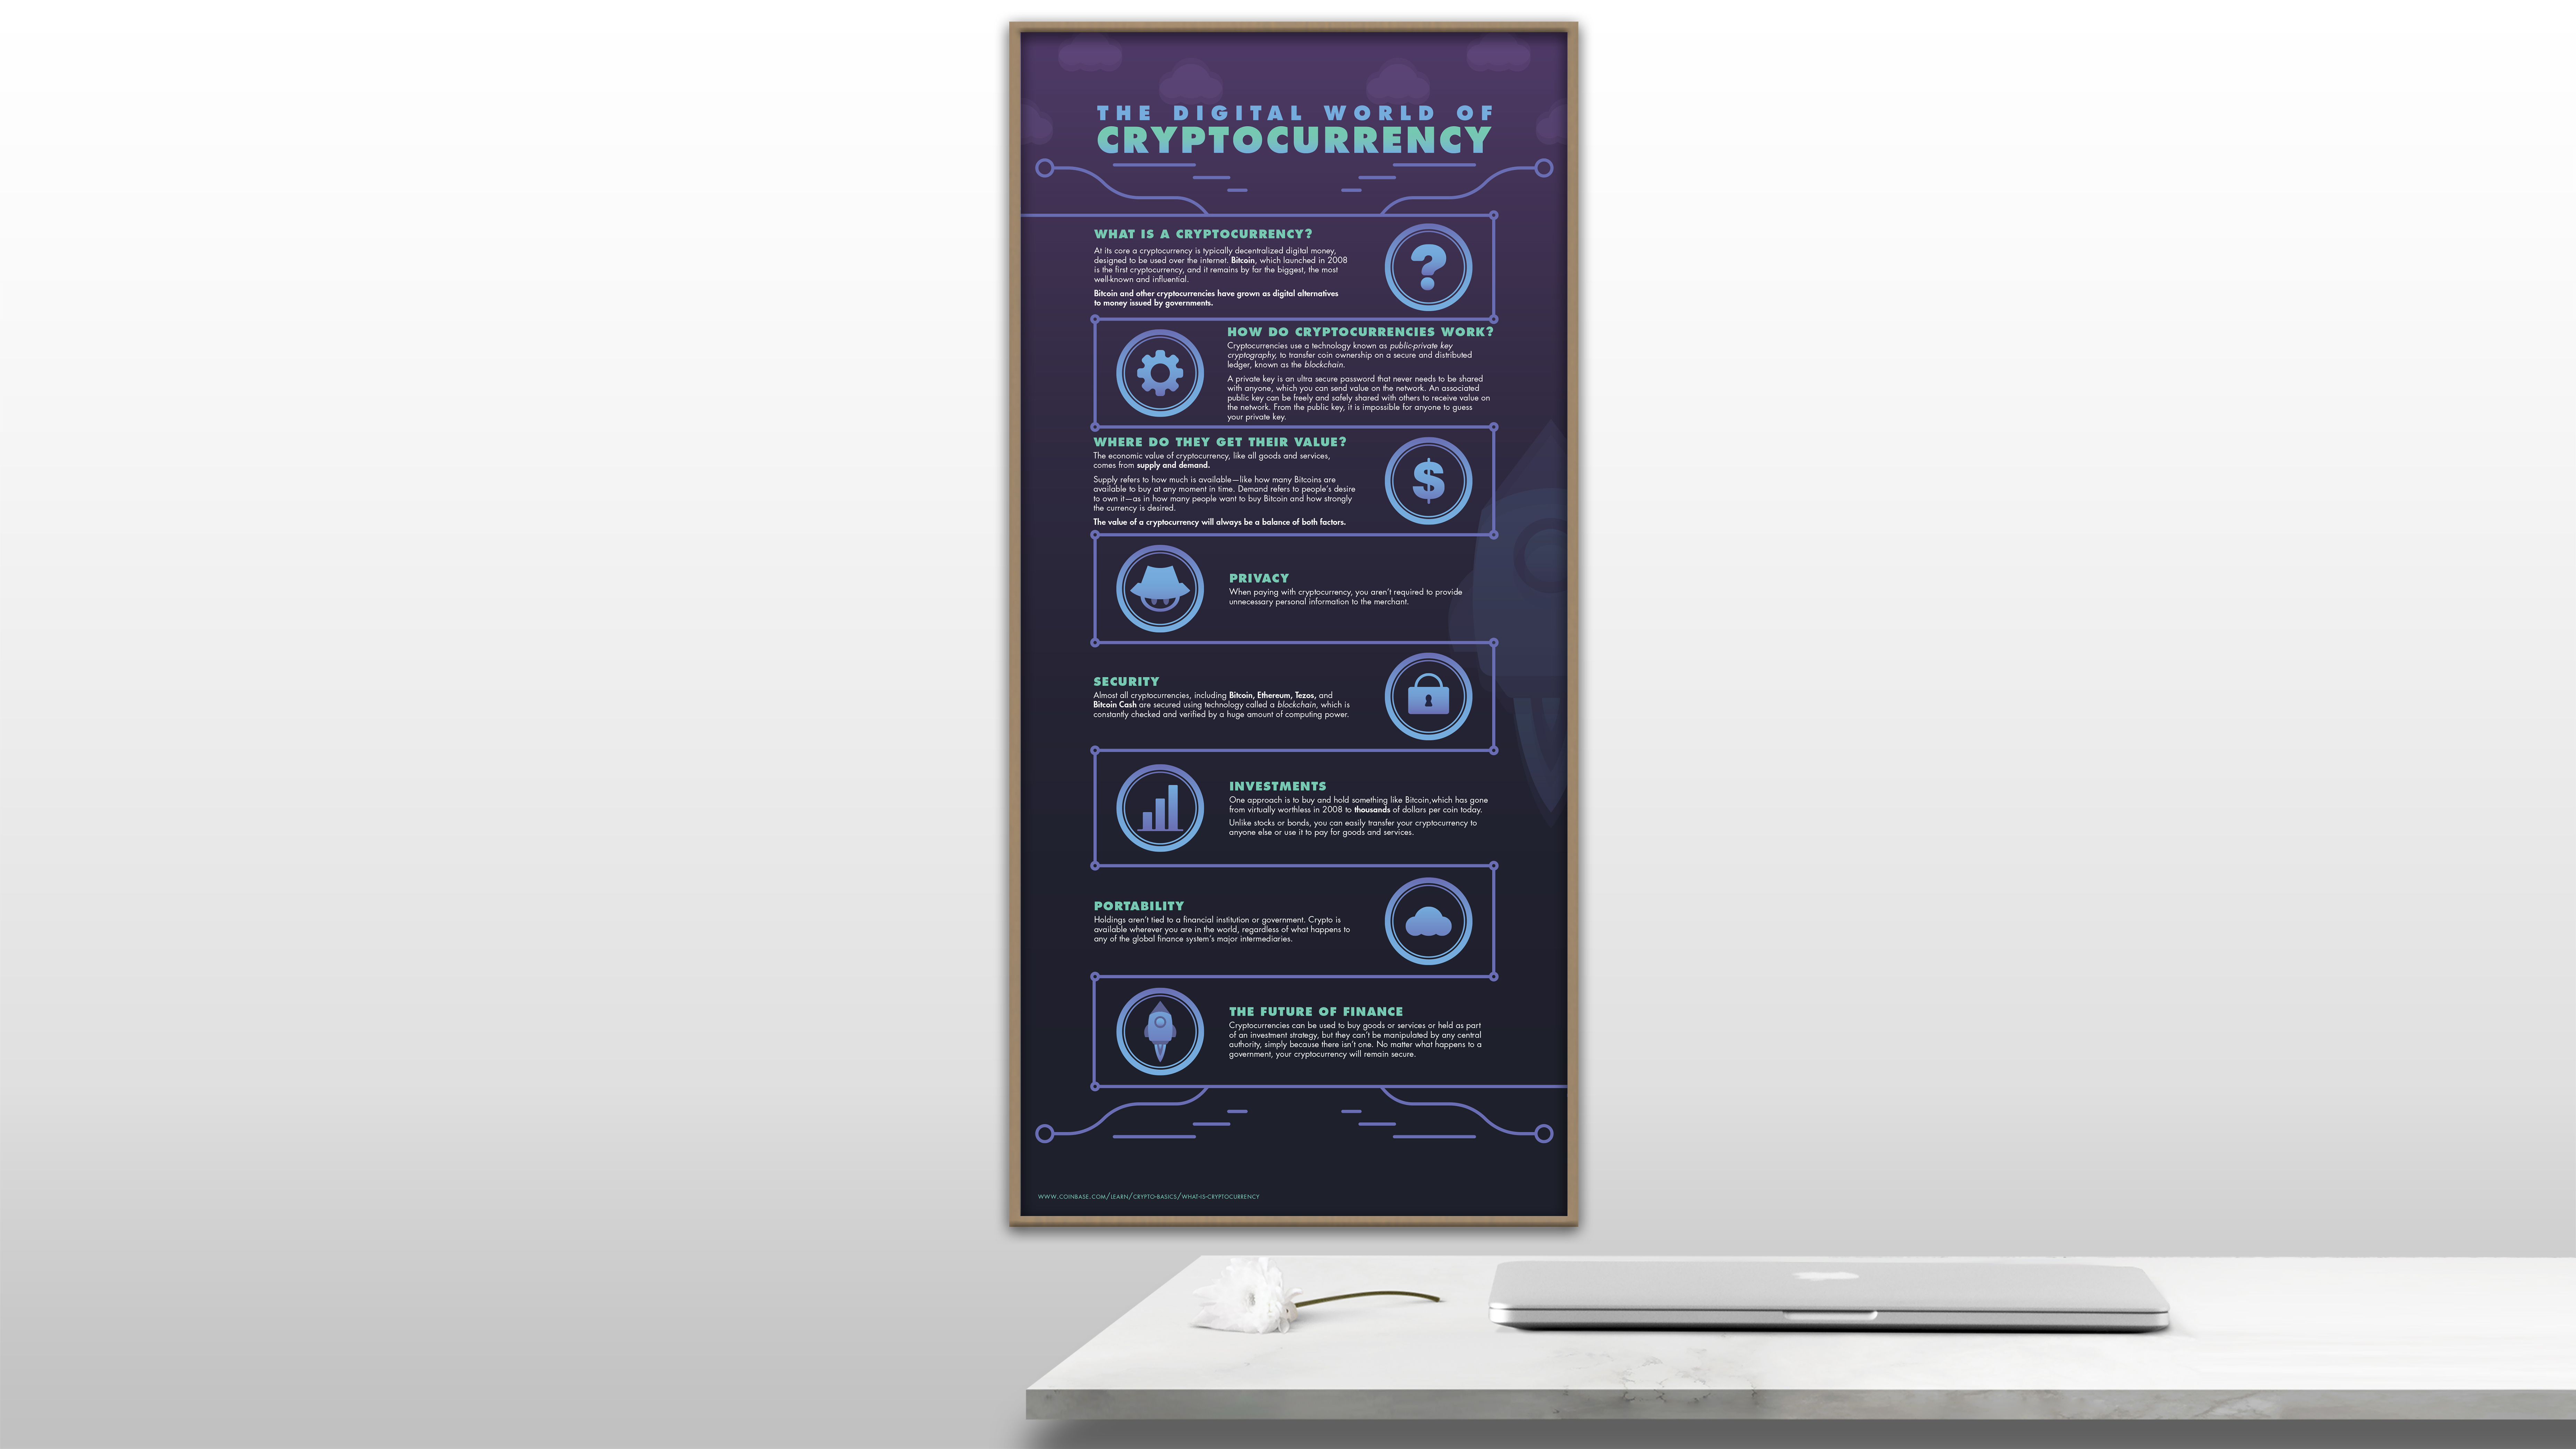 THE DIGITAL WORLD OF
CRYPTOCURRENCY
WHAT IS A CRYPTOCURRENCY?
At its core a cryptocurrency is typically decentralized digital money,
designed to be used over the internet. Bitcoin, which launched in 2008
is the first cryptocurrency, and it remains by far the biggest, the most
well-known and influential.
Bitcoin and other cryptocurrencies have grown as digital alternatives
to money issued by governments.
HOW DO CRYPTOCURRENCIES WORK?
Cryptocurrencies use a technology known as public-private key
cryptography, to transfer coin ownership on a secure and distributed
ledger, known as the blockchain.
A private key is an ultra secure password that never needs to be shared
with anyone, which you can send value on the network. An associated
public key can be freely and safely shared with others to receive value on
the network. From the public key, it is impossible for anyone to guess
your private key.
WHERE DO THEY GET THEIR VALUE?
The economic value of cryptocurrency, like all goods and services,
comes from supply and demand.
Supply refers to how much is available—like how many Bitcoins are
available to buy at any moment in time. Demand refers to people's desire
to own it—as in how many people want to buy Bitcoin and how strongly
the currency is desired.
The value of a cryptocurrency will always be a balance of both factors.
PRIVACY
When paying with cryptocurrency, you aren't required to provide
unnecessary personal information to the merchant.
SECURITY
Almost all cryptocurrencies, including Bitcoin, Ethereum, Tezos, and
Bitcoin Cash are secured using technology called a blockchain, which is
constantly checked and verified by a huge amount of computing power.
INVESTMENTS
One approach is to buy and hold something like Bitcoin,which has gone
from virtually worthless in 2008 to thousands of dollars per coin today.
Unlike stocks or bonds, you can easily transfer your cryptocurrency to
anyone else or use it to pay for goods and services.
PORTABILITY
Holdings aren't tied to a financial institution or government. Crypto is
available wherever you are in the world, regardless of what happens to
any of the global finance system's major intermediaries.
THE FUTURE OF FINANCE
Cryptocurrencies can be used to buy goods or services or held as part
of an investment strategy, but they can't be manipulated by any central
authority, simply because there isn't one. No matter what happens to a
government, your cryptocurrency will remain secure.
WWW.COINBASE.COM/LEARN/CRYPTO-BASICS/WHAT-IS-CRYPTOCURRENCY